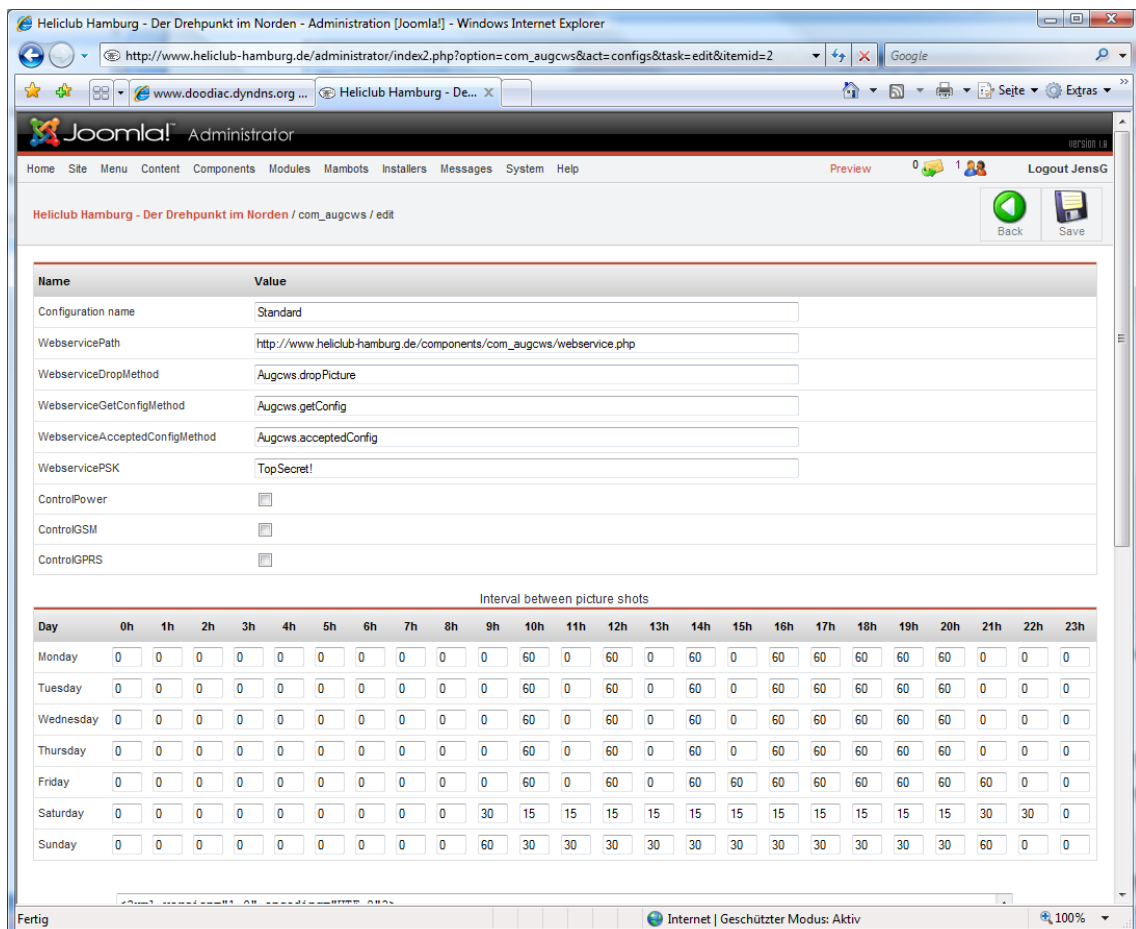 Heliclub Hamburg - Der Drehpunkt im Norden - Administration [Joomla!] - Windows Internet Explorer
http://www.heliclub-hamburg.de/administrator/index2.php?option=com_augcws&act=configs&task=edit&itemid=2 Google
www.doodiac.dyndns.org ... Heliclub Hamburg - De... X Seite Extras
Joomla! Administrator
version 1.0
Home Site Menu Content Components Modules Mambots Installers Messages System Help Preview 0 1 Logout JensG
Heliclub Hamburg - Der Drehpunkt im Norden / com_augcws / edit
Back Save
Name Value
Configuration name Standard
WebservicePath http://www.heliclub-hamburg.de/components/com_augcws/webservice.php
WebserviceDropMethod Augcws.dropPicture
WebserviceGetConfigMethod Augcws.getConfig
WebserviceAcceptedConfigMethod Augcws.acceptedConfig
WebservicePSK TopSecret!
ControlPower
ControlGSM
ControlGPRS
Interval between picture shots
Day 0h 1h 2h 3h 4h 5h 6h 7h 8h 9h 10h 11h 12h 13h 14h 15h 16h 17h 18h 19h 20h 21h 22h 23h
Monday 0 0 0 0 0 0 0 0 0 0 60 0 60 0 60 0 60 60 60 60 60 0 0 0
Tuesday 0 0 0 0 0 0 0 0 0 0 60 0 60 0 60 0 60 60 60 60 60 0 0 0
Wednesday 0 0 0 0 0 0 0 0 0 0 60 0 60 0 60 0 60 60 60 60 60 0 0 0
Thursday 0 0 0 0 0 0 0 0 0 0 60 0 60 0 60 0 60 60 60 60 60 0 0 0
Friday 0 0 0 0 0 0 0 0 0 0 60 0 60 0 60 60 60 60 60 60 60 60 0 0
Saturday 0 0 0 0 0 0 0 0 0 30 15 15 15 15 15 15 15 15 15 15 15 30 30 0
Sunday 0 0 0 0 0 0 0 0 0 60 30 30 30 30 30 30 30 30 30 30 30 60 0 0
Fertig Internet | Geschützter Modus: Aktiv 100%